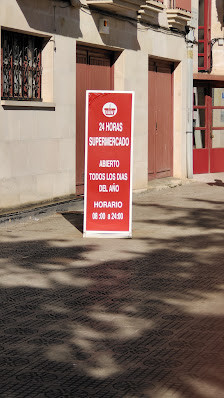 24 HORAS
SUPERMERCADO
ABIERTO
TODOS LOS DIAS
DEL AÑO
HORARIO
08 :00 a 24:00